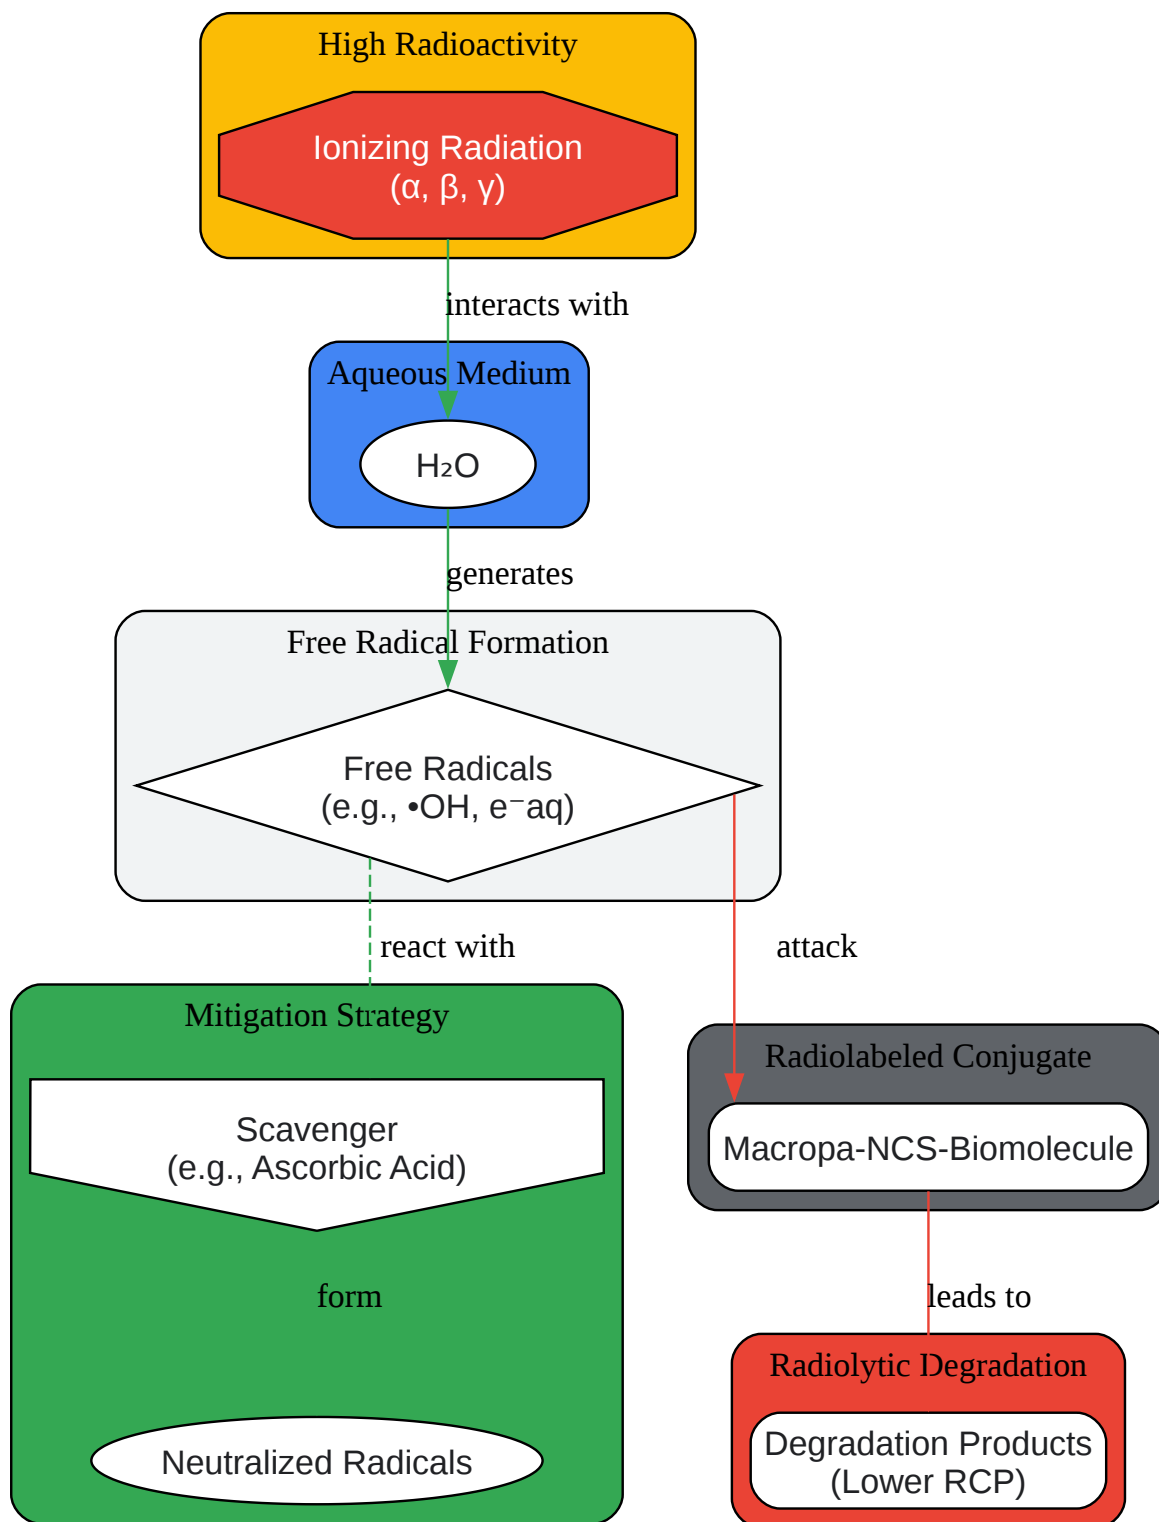 High Radioactivity
Ionizing Radiation
(α, β, γ)
interacts with
Aqueous Medium
H₂O
generates
Free Radical Formation
Free Radicals
(e.g., •OH, e⁻aq)
react with
attack
Mitigation Strategy
Radiolabeled Conjugate
Scavenger
(e.g., Ascorbic Acid)
Macropa-NCS-Biomolecule
form
leads to
Radiolytic Degradation
Neutralized Radicals
Degradation Products
(Lower RCP)